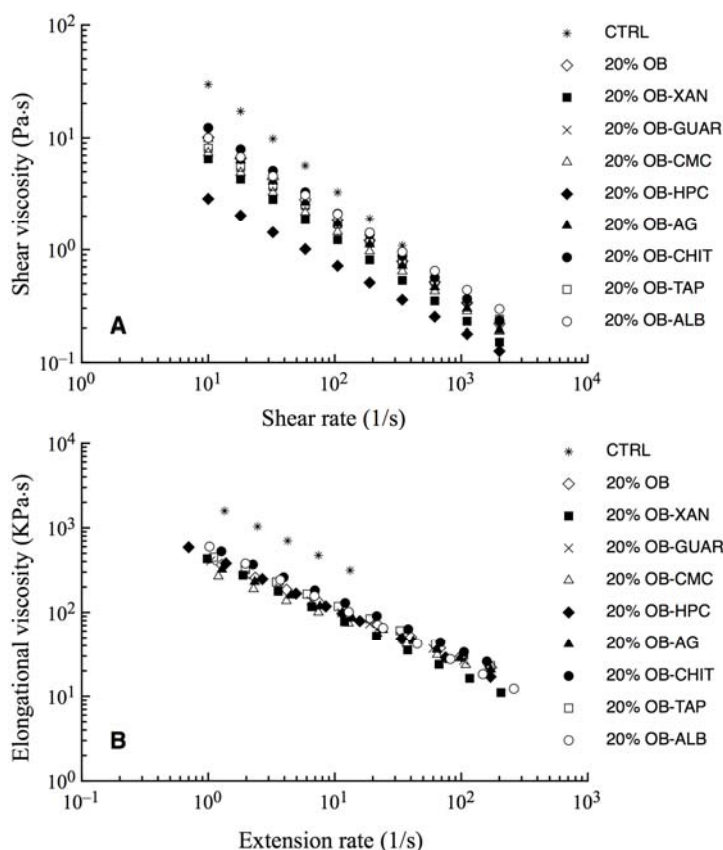 10²
10¹
10⁰
10⁻¹
Shear viscosity (Pa·s)
A
10⁰ 10¹ 10² 10³ 10⁴
Shear rate (1/s)
CTRL
20% OB
20% OB-XAN
20% OB-GUAR
20% OB-CMC
20% OB-HPC
20% OB-AG
20% OB-CHIT
20% OB-TAP
20% OB-ALB
10⁴
10³
10²
10¹
10⁰
Elongational viscosity (KPa·s)
B
10⁻¹ 10⁰ 10¹ 10² 10³
Extension rate (1/s)
CTRL
20% OB
20% OB-XAN
20% OB-GUAR
20% OB-CMC
20% OB-HPC
20% OB-AG
20% OB-CHIT
20% OB-TAP
20% OB-ALB